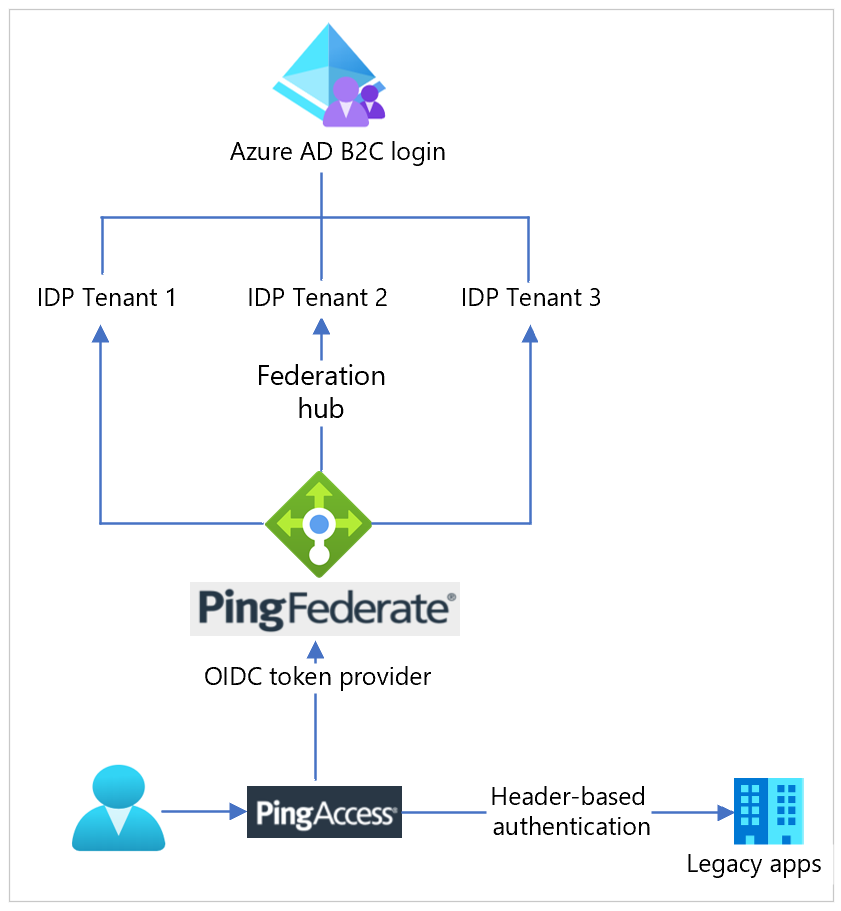 Azure AD B2C login
IDP Tenant 1
IDP Tenant 2
IDP Tenant 3
Federation
hub
PingFederate®
OIDC token provider
PingAccess®
Header-based
authentication
Legacy apps